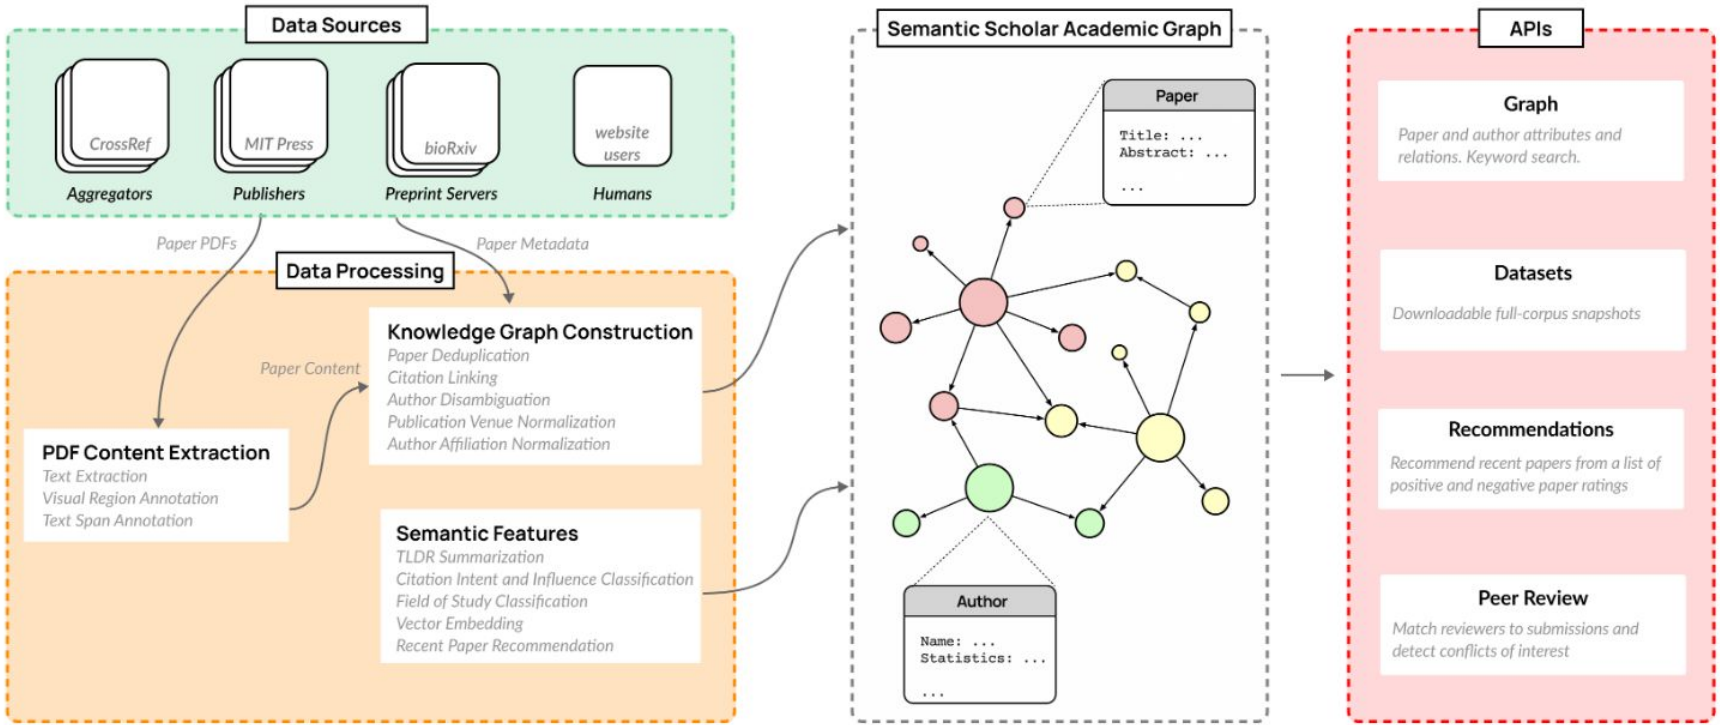 Data Sources
CrossRef
MIT Press
bioRxiv
website
users
Aggregators
Publishers
Preprint Servers
Humans
Paper PDFs
Paper Metadata
Data Processing
Knowledge Graph Construction
Paper Deduplication
Citation Linking
Author Disambiguation
Publication Venue Normalization
Author Affiliation Normalization
Paper Content
PDF Content Extraction
Text Extraction
Visual Region Annotation
Text Span Annotation
Semantic Features
TLDR Summarization
Citation Intent and Influence Classification
Field of Study Classification
Vector Embedding
Recent Paper Recommendation
Semantic Scholar Academic Graph
Paper
Title: ...
Abstract: ...
...
Author
Name: ...
Statistics: ...
...
APIs
Graph
Paper and author attributes and
relations. Keyword search.
Datasets
Downloadable full-corpus snapshots
Recommendations
Recommend recent papers from a list of
positive and negative paper ratings
Peer Review
Match reviewers to submissions and
detect conflicts of interest